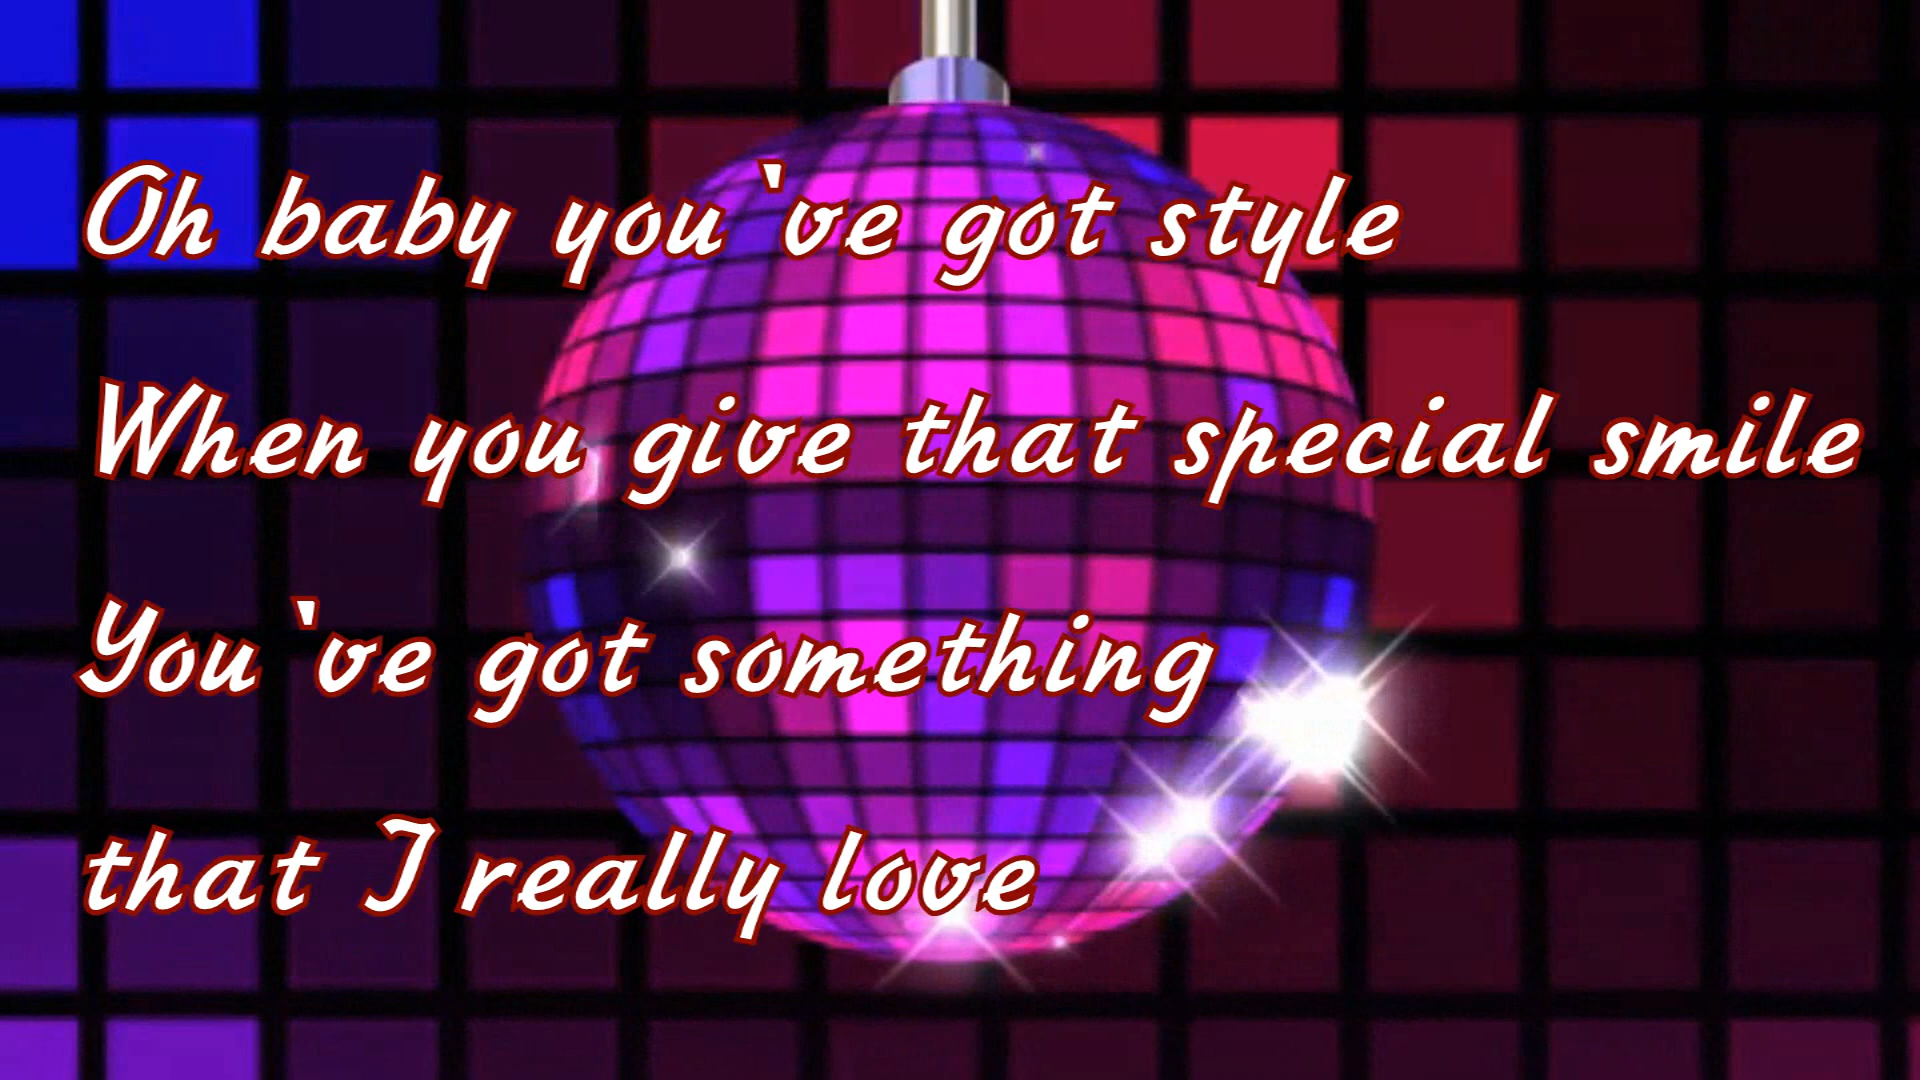 Oh baby you`ve got style
When you give that special smile
You`ve got something
that I really love